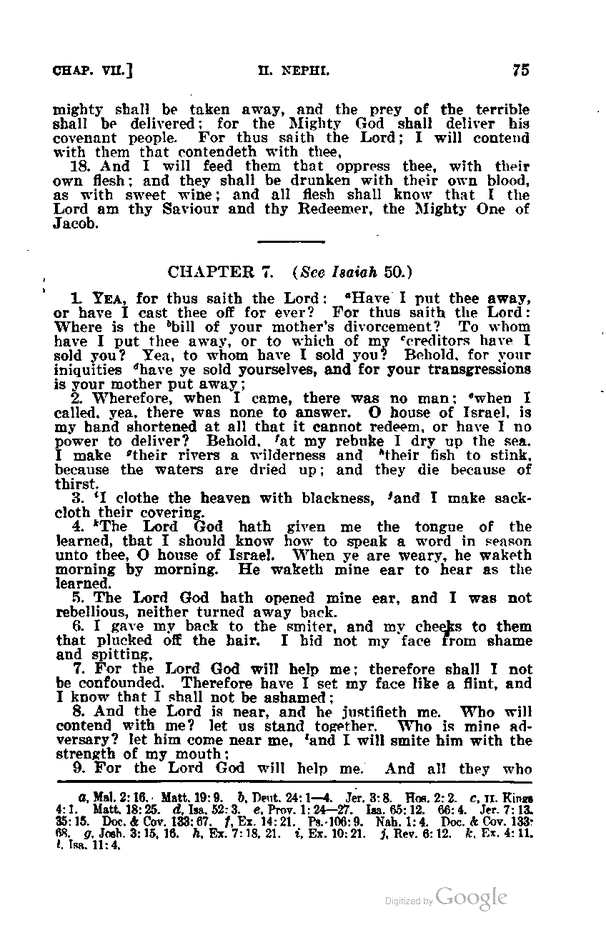 CHAP. VII.] II. NEPHI. 75
mighty shall be taken away, and the prey of the terrible
shall be delivered; for the Mighty God shall deliver his
covenant people. For thus saith the Lord; I will contend
with them that contendeth with thee,
18. And I will feed them that oppress thee, with their
own flesh; and they shall be drunken with their own blood,
as with sweet wine; and all flesh shall know that I the
Lord am thy Saviour and thy Redeemer, the Mighty One of
Jacob.
CHAPTER 7. (See Isaiah 50.)
1. YEA, for thus saith the Lord: aHave I put thee away,
or have I cast thee off for ever? For thus saith the Lord:
Where is the bbill of your mother's divorcement? To whom
have I put thee away, or to which of my ccreditors have I
sold you? Yea, to whom have I sold you? Behold, for your
iniquities dhave ye sold yourselves, and for your transgressions
is your mother put away;
2. Wherefore, when I came, there was no man; ewhen I
called, yea, there was none to answer. O house of Israel, is
my hand shortened at all that it cannot redeem, or have I no
power to deliver? Behold, fat my rebuke I dry up the sea.
I make gtheir rivers a wilderness and htheir fish to stink,
because the waters are dried up; and they die because of
thirst.
3. iI clothe the heaven with blackness, jand I make sack-
cloth their covering.
4. kThe Lord God hath given me the tongue of the
learned, that I should know how to speak a word in season
unto thee, O house of Israel. When ye are weary, he waketh
morning by morning. He waketh mine ear to hear as the
learned.
5. The Lord God hath opened mine ear, and I was not
rebellious, neither turned away back.
6. I gave my back to the smiter, and my cheeks to them
that plucked off the hair. I hid not my face from shame
and spitting.
7. For the Lord God will help me; therefore shall I not
be confounded. Therefore have I set my face like a flint, and
I know that I shall not be ashamed;
8. And the Lord is near, and he justifieth me. Who will
contend with me? let us stand together. Who is mine ad-
versary? let him come near me, land I will smite him with the
strength of my mouth;
9. For the Lord God will help me. And all they who
a, Mal. 2:16. Matt. 19:9. b, Deut. 24:1—4. Jer. 3:8. Hos. 2:2. c, II. Kings
4:1. Matt. 18:25. d, Isa. 52:3. e, Prov. 1:24—27. Isa. 65:12. 66:4. Jer. 7:13.
35:15. Doc. & Cov. 133:67. f, Ex. 14:21. Ps. 106:9. Nah. 1:4. Doc. & Cov. 133:
68. g, Josh. 3:15, 16. h, Ex. 7:18, 21. i, Ex. 10:21. j, Rev. 6:12. k, Ex. 4:11.
l, Isa. 11:4.
Digitized by Google